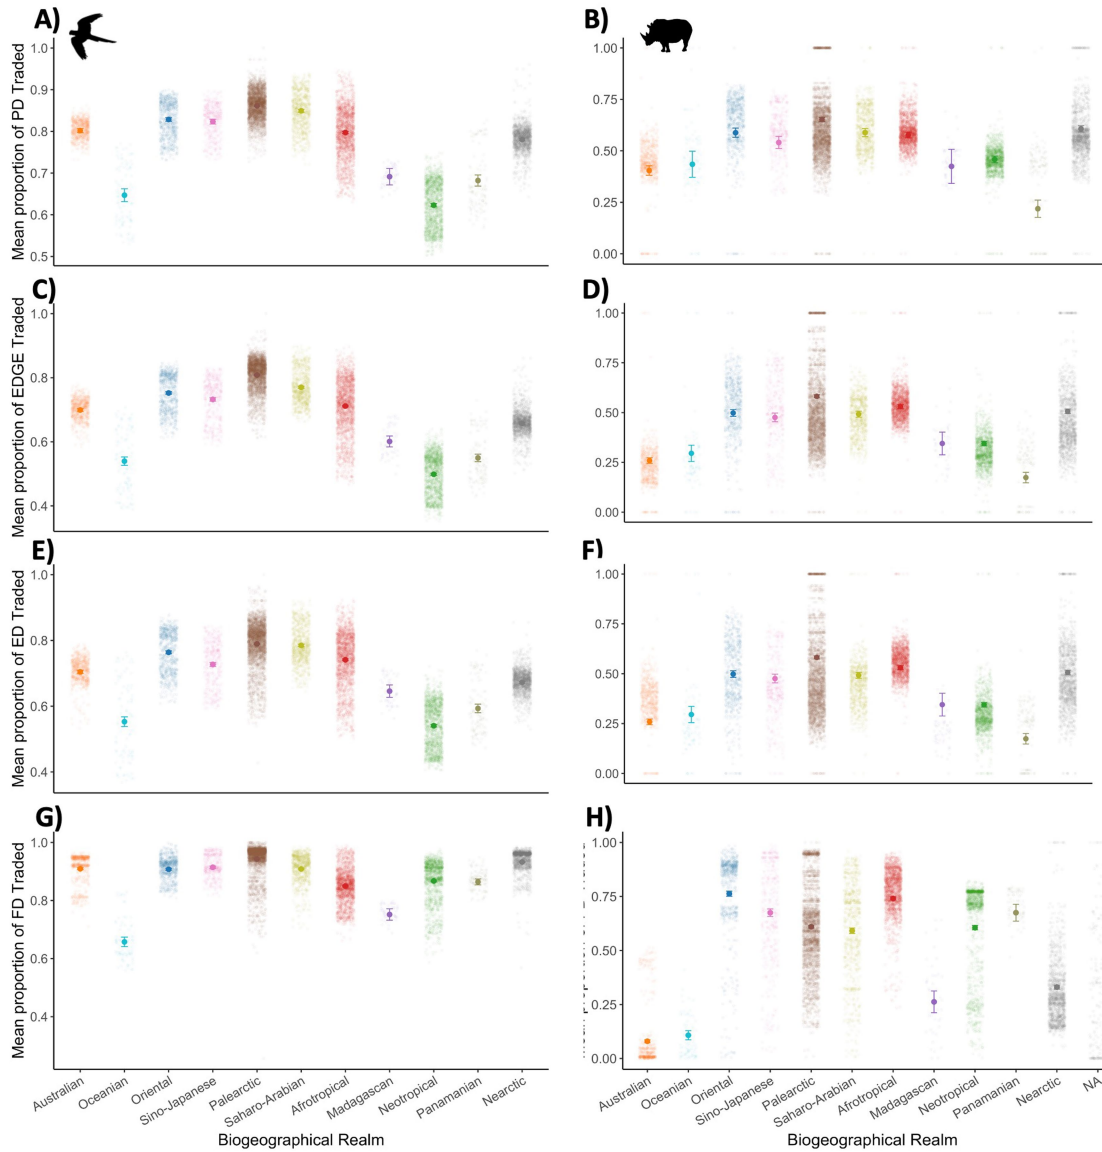 A)
B)
Mean proportion of PD Traded
1.0
0.9
0.8
0.7
0.6
0.5
1.00
0.75
0.50
0.25
0.00
C)
D)
Mean proportion of EDGE Traded
1.0
0.8
0.6
0.4
1.00
0.75
0.50
0.25
0.00
E)
F)
Mean proportion of ED Traded
1.0
0.8
0.6
0.4
1.00
0.75
0.50
0.25
0.00
G)
H)
Mean proportion of FD Traded
1.0
0.8
0.6
0.4
1.00
0.75
0.50
0.25
0.00
Australian
Oceanian
Oriental
Sino-Japanese
Palearctic
Saharo-Arabian
Afrotropical
Madagascan
Neotropical
Panamanian
Nearctic
Biogeographical Realm
Australian
Oceanian
Oriental
Sino-Japanese
Palearctic
Saharo-Arabian
Afrotropical
Madagascan
Neotropical
Panamanian
Nearctic
NA
Biogeographical Realm